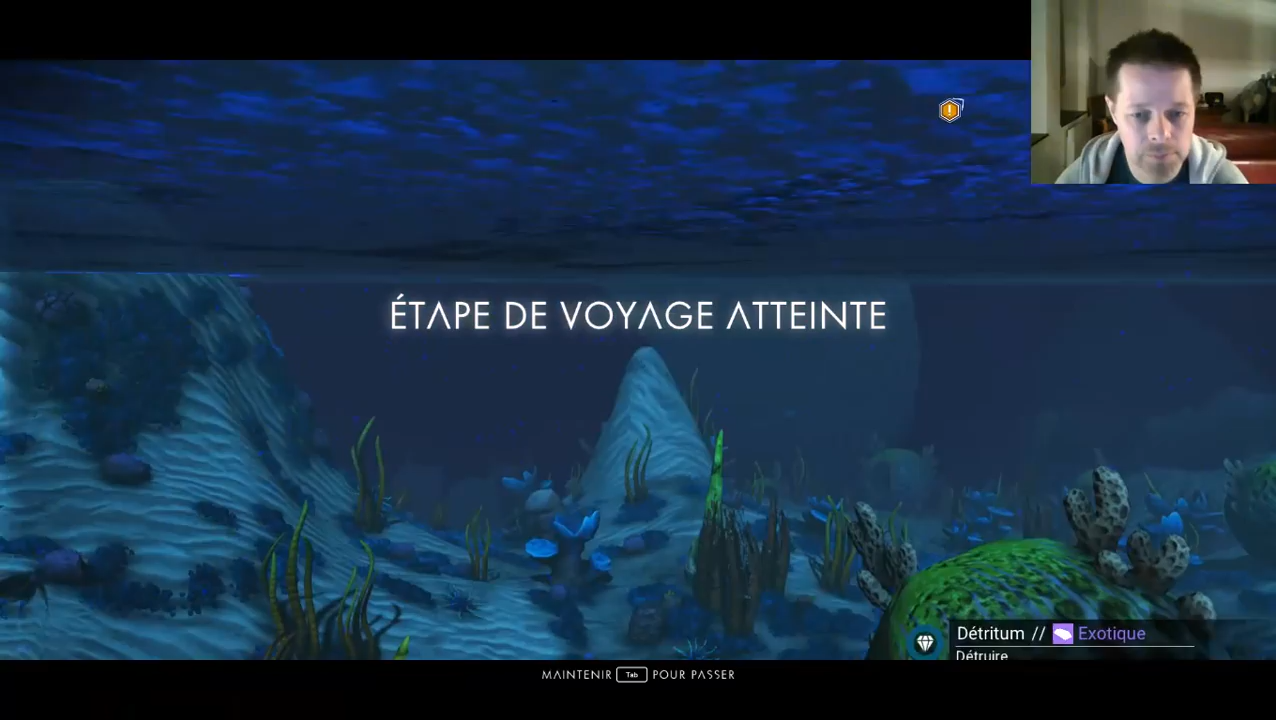 ÉTAPE DE VOYAGE ATTEINTE
Détritum // Exotique
Détruire
MAINTENIR Tab POUR PASSER